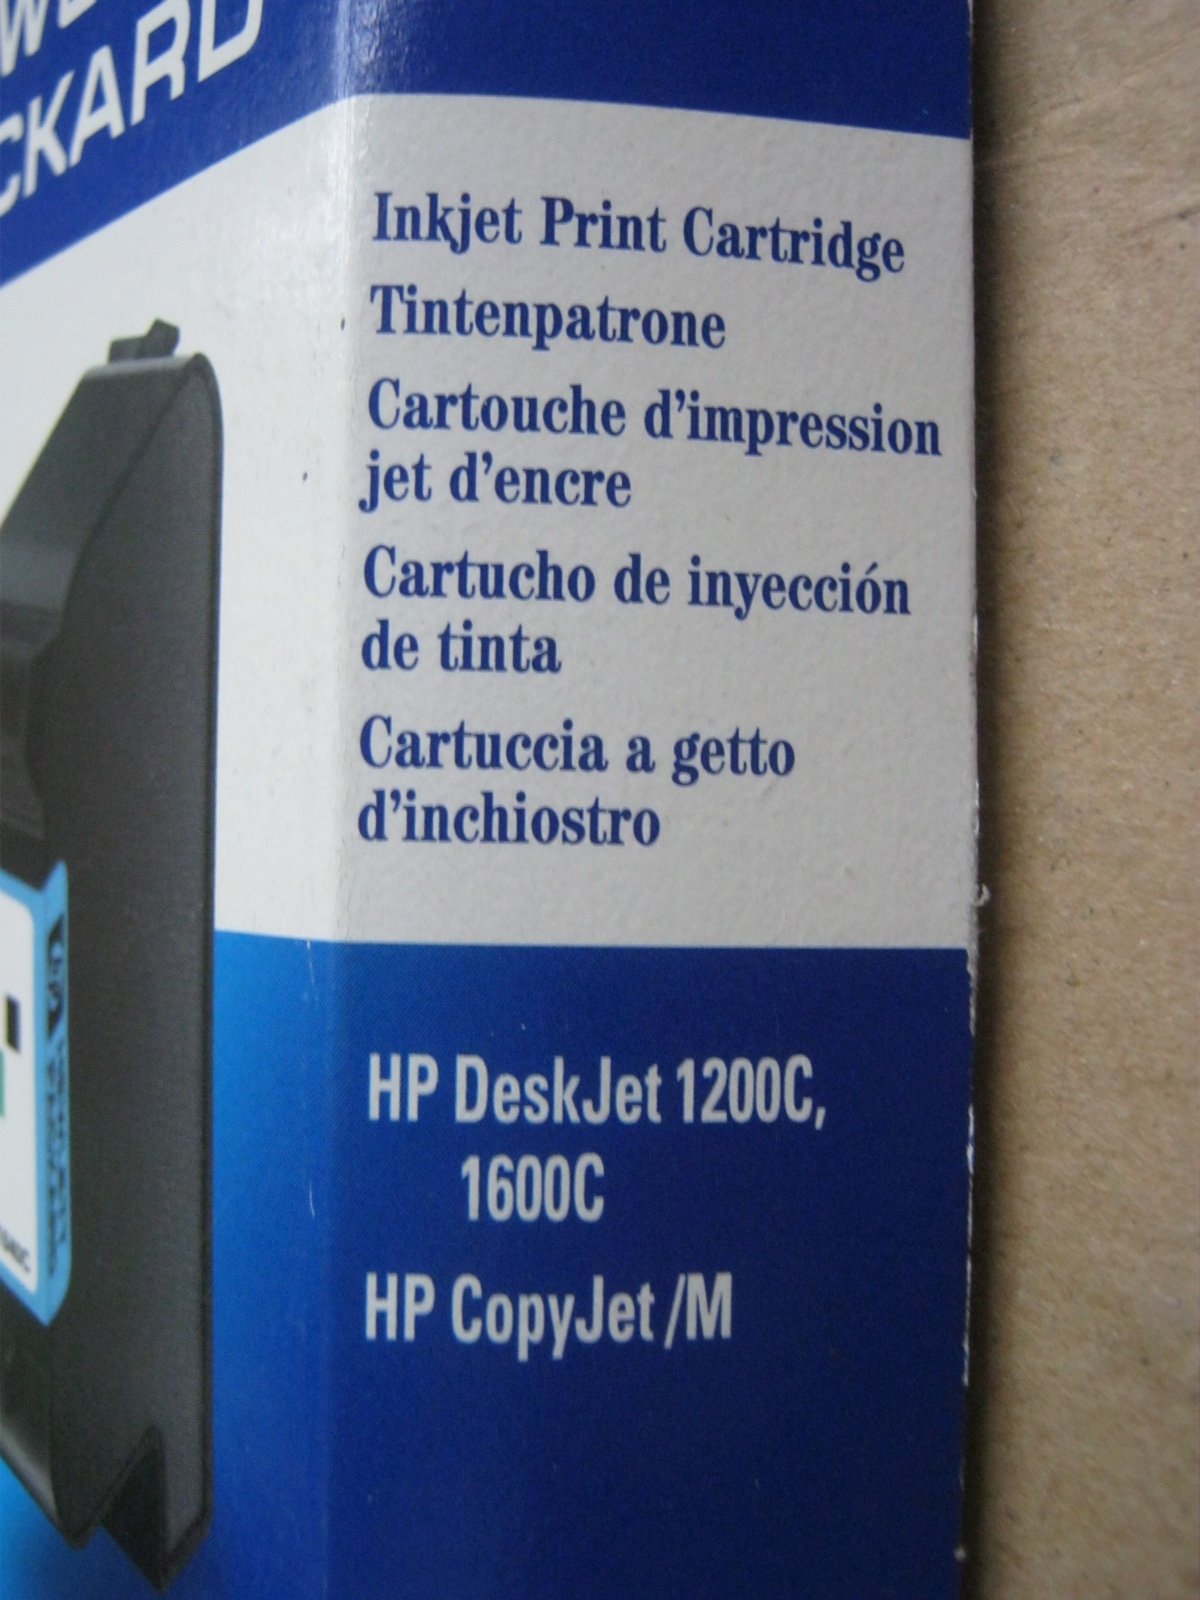 CKARD
Inkjet Print Cartridge
Tintenpatrone
Cartouche d'impression
jet d'encre
Cartucho de inyección
de tinta
Cartuccia a getto
d'inchiostro
HP DeskJet 1200C,
1600C
HP CopyJet /M